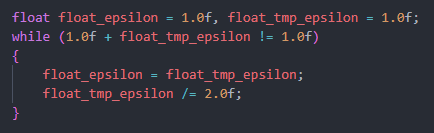 float float_epsilon = 1.0f, float_tmp_epsilon = 1.0f;
while (1.0f + float_tmp_epsilon != 1.0f)
{
    float_epsilon = float_tmp_epsilon;
    float_tmp_epsilon /= 2.0f;
}